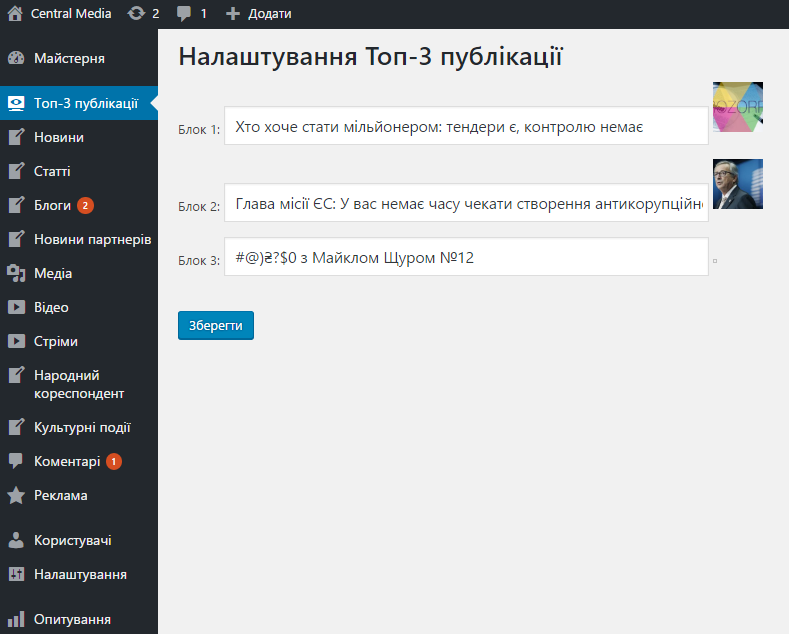 Central Media 2 1 Додати
Майстерня
Топ-3 публікації
Новини
Статті
Блоги 2
Новини партнерів
Медіа
Відео
Стріми
Народний
кореспондент
Культурні події
Коментарі 1
Реклама
Користувачі
Налаштування
Опитування
Налаштування Топ-3 публікації
Блок 1: Хто хоче стати мільйонером: тендери є, контролю немає
Блок 2: Глава місії ЄС: У вас немає часу чекати створення антикорупційн
Блок 3: #@)₴?$0 з Майклом Щуром №12
Зберегти